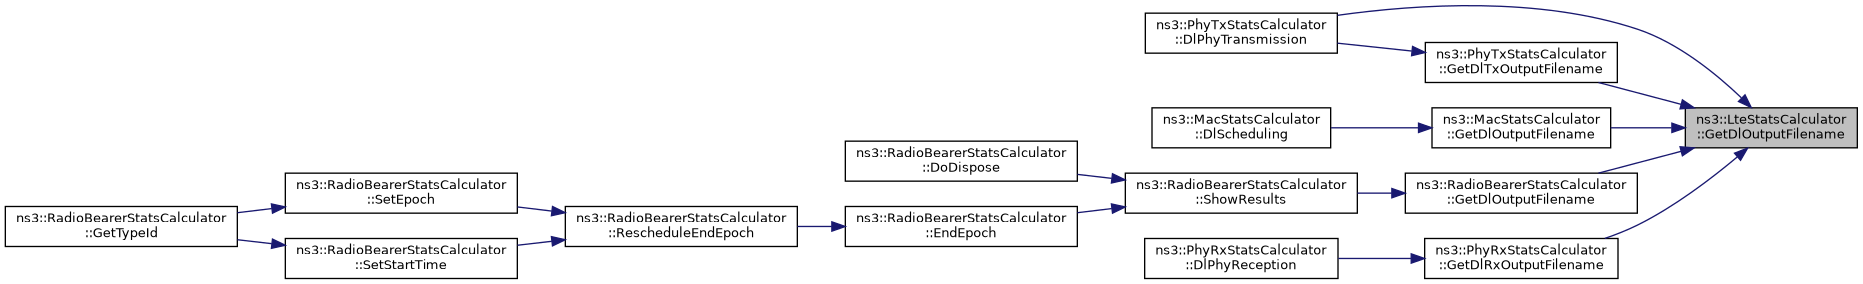 ns3::PhyTxStatsCalculator
::DlPhyTransmission
ns3::PhyTxStatsCalculator
::GetDlTxOutputFilename
ns3::LteStatsCalculator
::GetDlOutputFilename
ns3::MacStatsCalculator
::DlScheduling
ns3::MacStatsCalculator
::GetDlOutputFilename
ns3::RadioBearerStatsCalculator
::DoDispose
ns3::RadioBearerStatsCalculator
::ShowResults
ns3::RadioBearerStatsCalculator
::GetDlOutputFilename
ns3::RadioBearerStatsCalculator
::GetTypeId
ns3::RadioBearerStatsCalculator
::SetEpoch
ns3::RadioBearerStatsCalculator
::SetStartTime
ns3::RadioBearerStatsCalculator
::RescheduleEndEpoch
ns3::RadioBearerStatsCalculator
::EndEpoch
ns3::PhyRxStatsCalculator
::DlPhyReception
ns3::PhyRxStatsCalculator
::GetDlRxOutputFilename